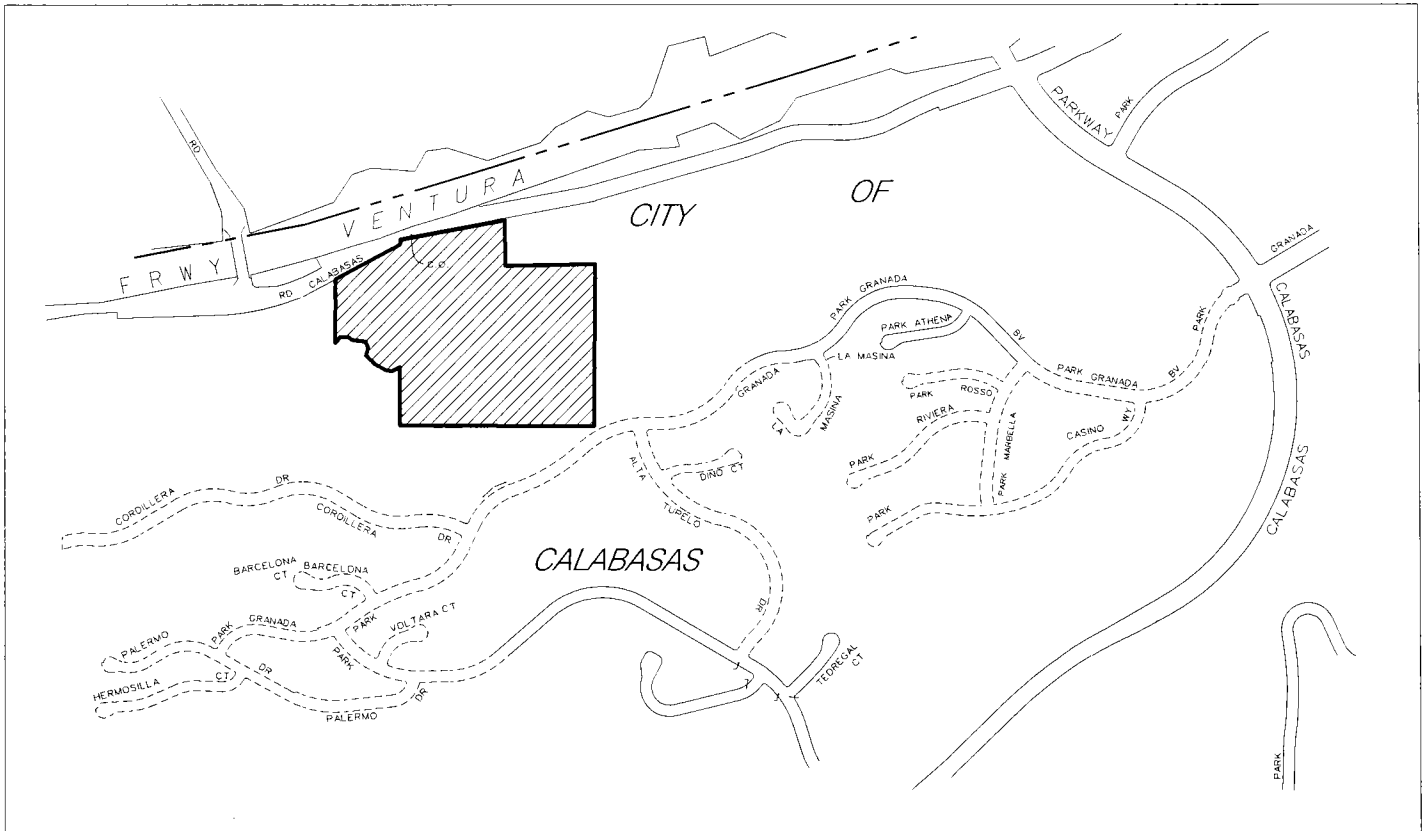 PARKWAY
PARK
RD
VENTURA
FRWY
CITY OF
CALABASAS
RD
CO.
GRANADA
CALABASAS
CALABASAS
PARK GRANADA
PARK ATHENA
BV
LA MASINA
PARK
BV
PARK GRANADA
GRANADA
LA
MASINA
PARK
ROSSO
RIVIERA
PARK
PARK MARBELLA
CASINO
WY
PARK
ALTA
DINO CT
TUPELO
DR
CORDILLERA
DR
CORDILLERA
DR
CALABASAS
BARCELONA
CT
BARCELONA
CT
PARK
GRANADA
PARK
VOLTARA CT
PARK
PALERMO
DR
HERMOSILLA
CT
PALERMO
DR
TEDREGAL
CT
PARK